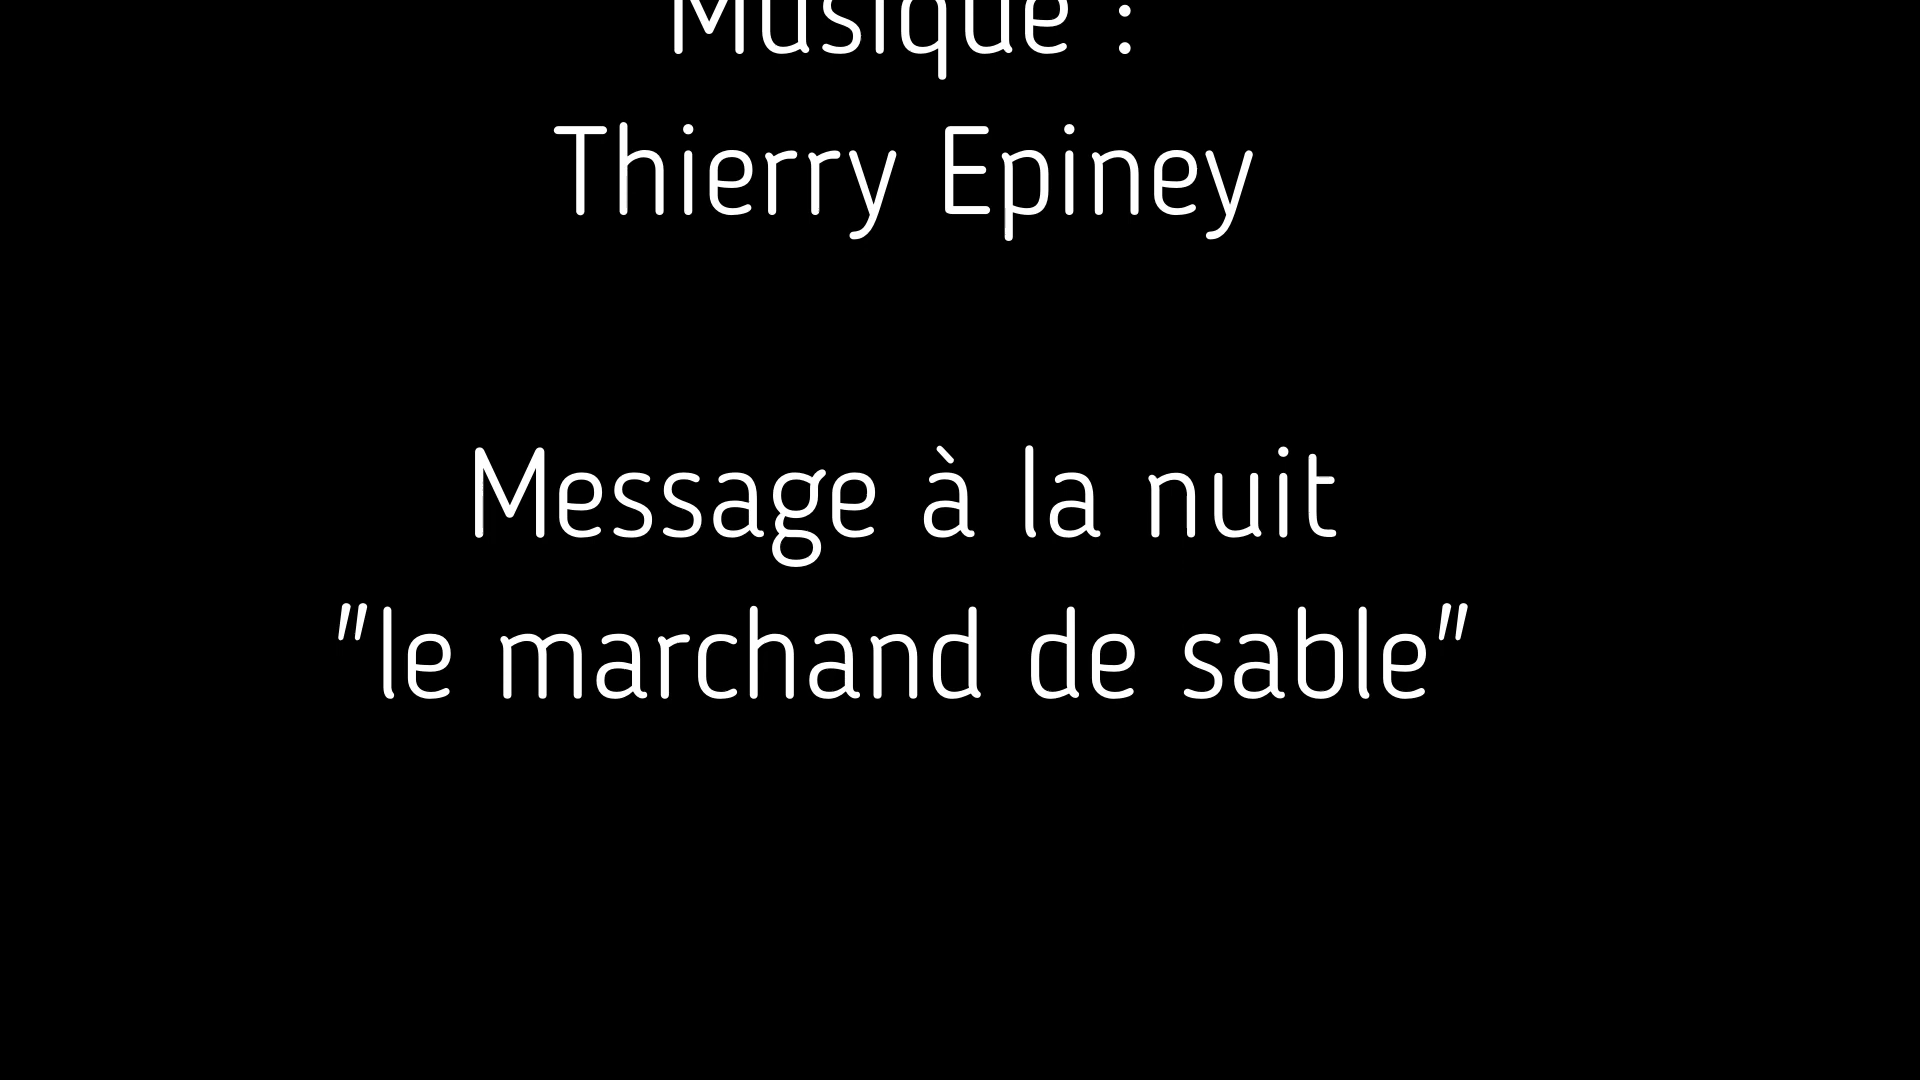 Musique :
Thierry Epiney
Message à la nuit
"le marchand de sable"